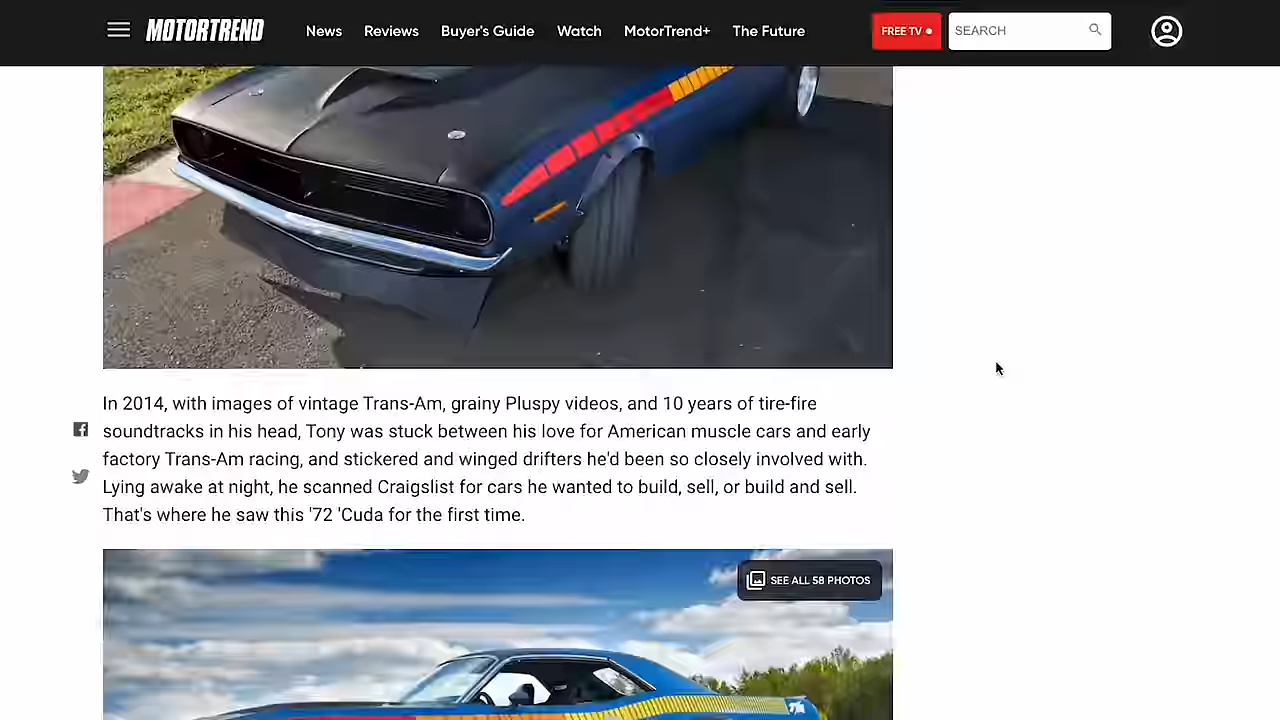 MOTORTREND
News
Reviews
Buyer's Guide
Watch
MotorTrend+
The Future
FREE TV
SEARCH
In 2014, with images of vintage Trans-Am, grainy Pluspy videos, and 10 years of tire-fire
soundtracks in his head, Tony was stuck between his love for American muscle cars and early
factory Trans-Am racing, and stickered and winged drifters he'd been so closely involved with.
Lying awake at night, he scanned Craigslist for cars he wanted to build, sell, or build and sell.
That's where he saw this '72 'Cuda for the first time.
SEE ALL 58 PHOTOS